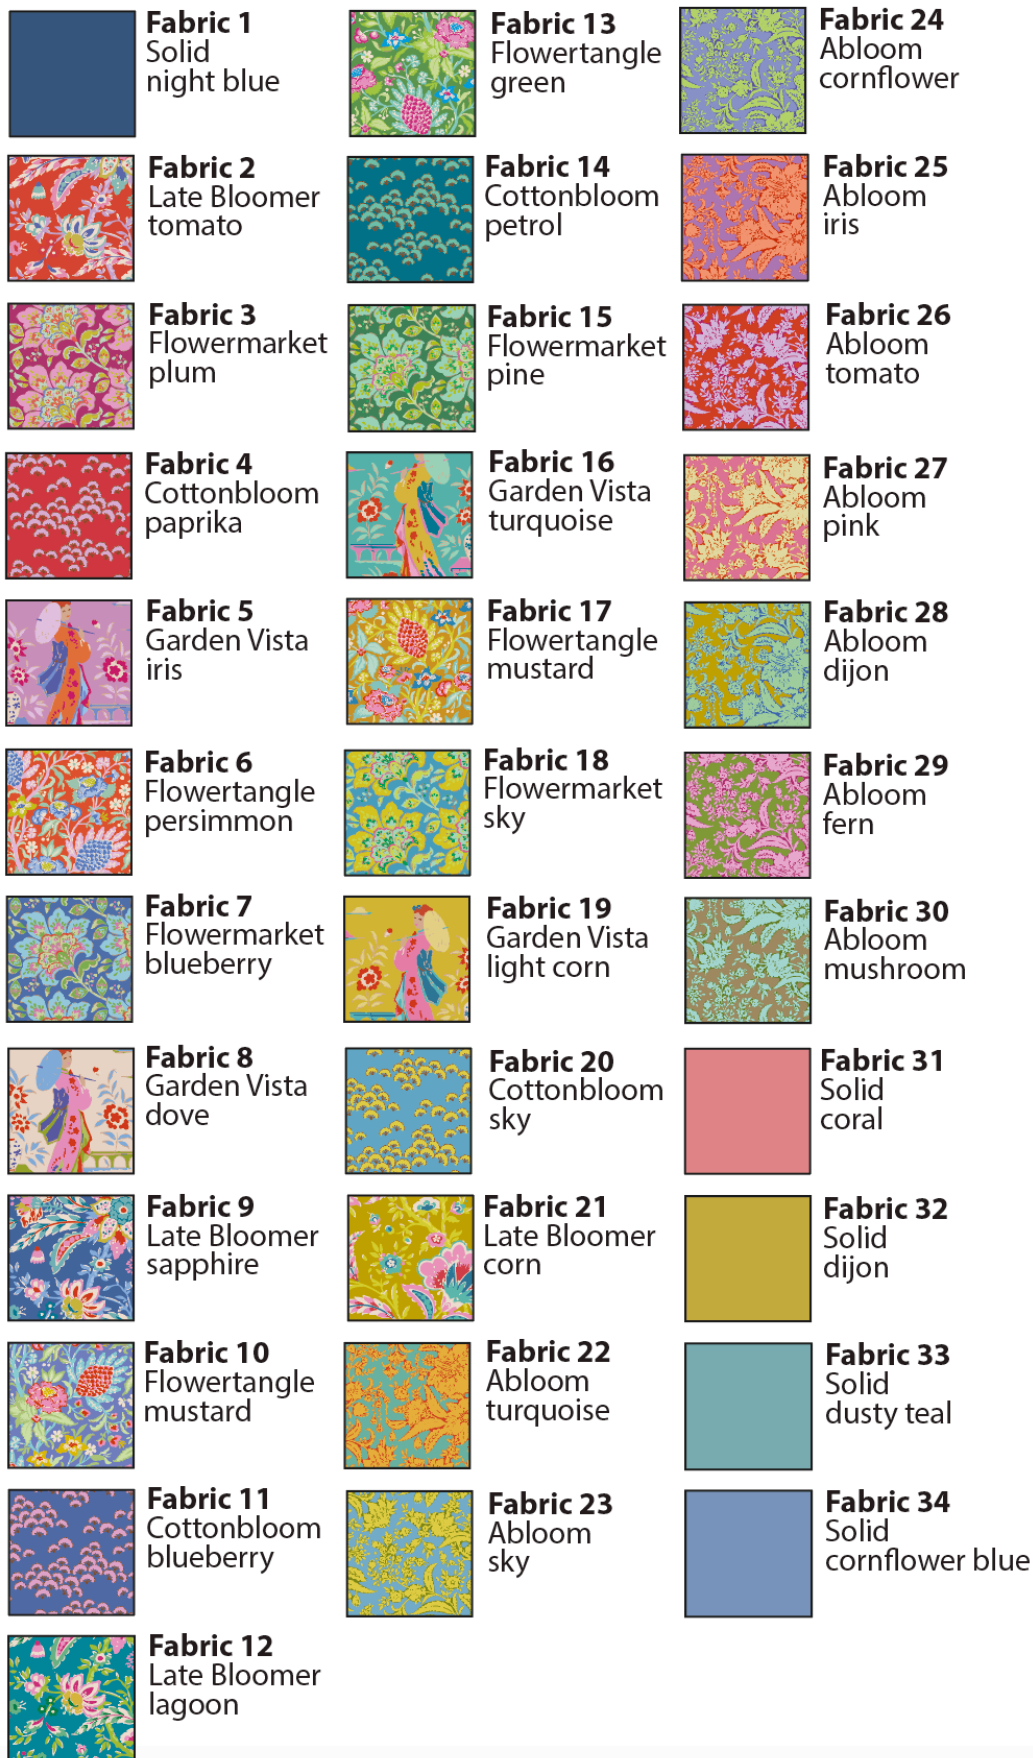 Fabric 1
Solid
night blue
Fabric 2
Late Bloomer
tomato
Fabric 3
Flowermarket
plum
Fabric 4
Cottonbloom
paprika
Fabric 5
Garden Vista
iris
Fabric 6
Flowertangle
persimmon
Fabric 7
Flowermarket
blueberry
Fabric 8
Garden Vista
dove
Fabric 9
Late Bloomer
sapphire
Fabric 10
Flowertangle
mustard
Fabric 11
Cottonbloom
blueberry
Fabric 12
Late Bloomer
lagoon
Fabric 13
Flowertangle
green
Fabric 14
Cottonbloom
petrol
Fabric 15
Flowermarket
pine
Fabric 16
Garden Vista
turquoise
Fabric 17
Flowertangle
mustard
Fabric 18
Flowermarket
sky
Fabric 19
Garden Vista
light corn
Fabric 20
Cottonbloom
sky
Fabric 21
Late Bloomer
corn
Fabric 22
Abloom
turquoise
Fabric 23
Abloom
sky
Fabric 24
Abloom
cornflower
Fabric 25
Abloom
iris
Fabric 26
Abloom
tomato
Fabric 27
Abloom
pink
Fabric 28
Abloom
dijon
Fabric 29
Abloom
fern
Fabric 30
Abloom
mushroom
Fabric 31
Solid
coral
Fabric 32
Solid
dijon
Fabric 33
Solid
dusty teal
Fabric 34
Solid
cornflower blue